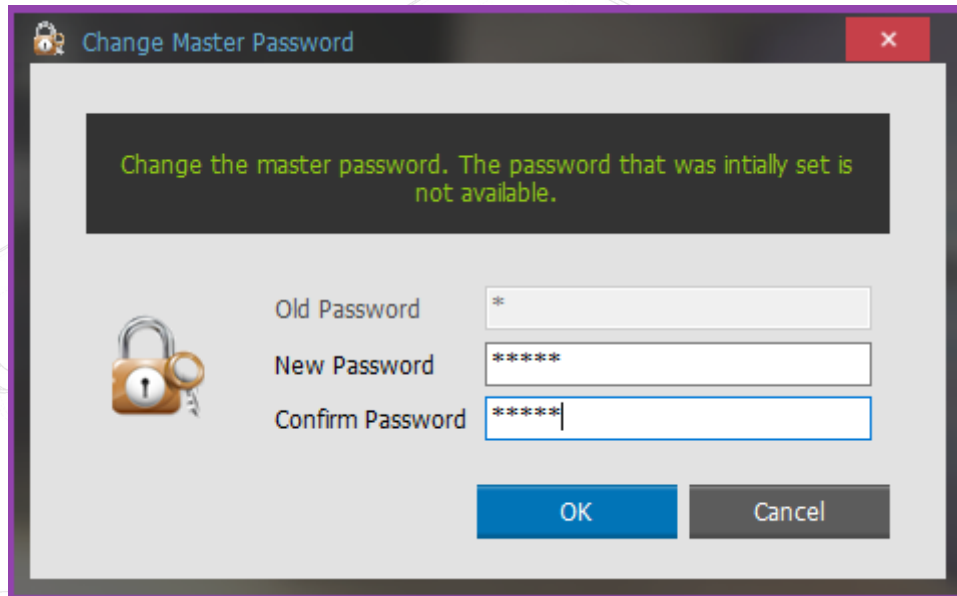 Change Master Password
Change the master password. The password that was intially set is
not available.
Old Password *
New Password *****
Confirm Password *****
OK Cancel